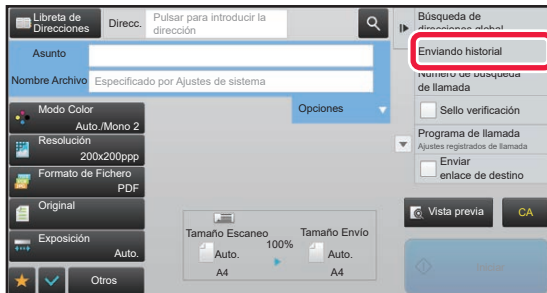 Libreta de
Direcciones
Direcc.
Pulsar para introducir la
dirección
Asunto
Nombre Archivo
Especificado por Ajustes de sistema
Opciones
Modo Color
Auto./Mono 2
Resolución
200x200ppp
Formato de Fichero
PDF
Original
Exposición
Auto.
Otros
Tamaño Escaneo
100%
Tamaño Envío
Auto.
A4
Auto.
A4
Búsqueda de
direcciones global
Enviando historial
Número de búsqueda
de llamada
Sello verificación
Programa de llamada
Ajustes registrados de llamada
Enviar
enlace de destino
Vista previa
CA